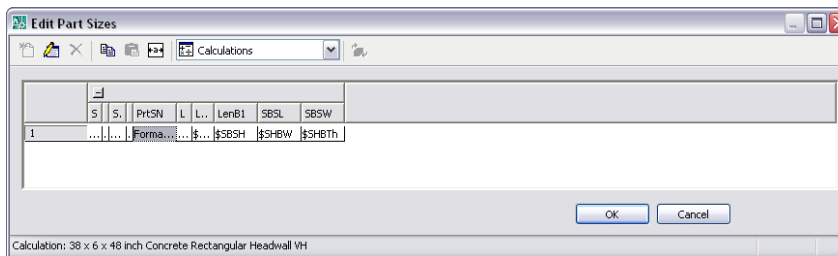 Edit Part Sizes
Calculations
S S. PrtSN L L.. LenB1 SBSL SBSW
1 ... . ... . Forma... ... $... $SBSH $SHBW $SHBTh
OK Cancel
Calculation: 38 x 6 x 48 inch Concrete Rectangular Headwall VH